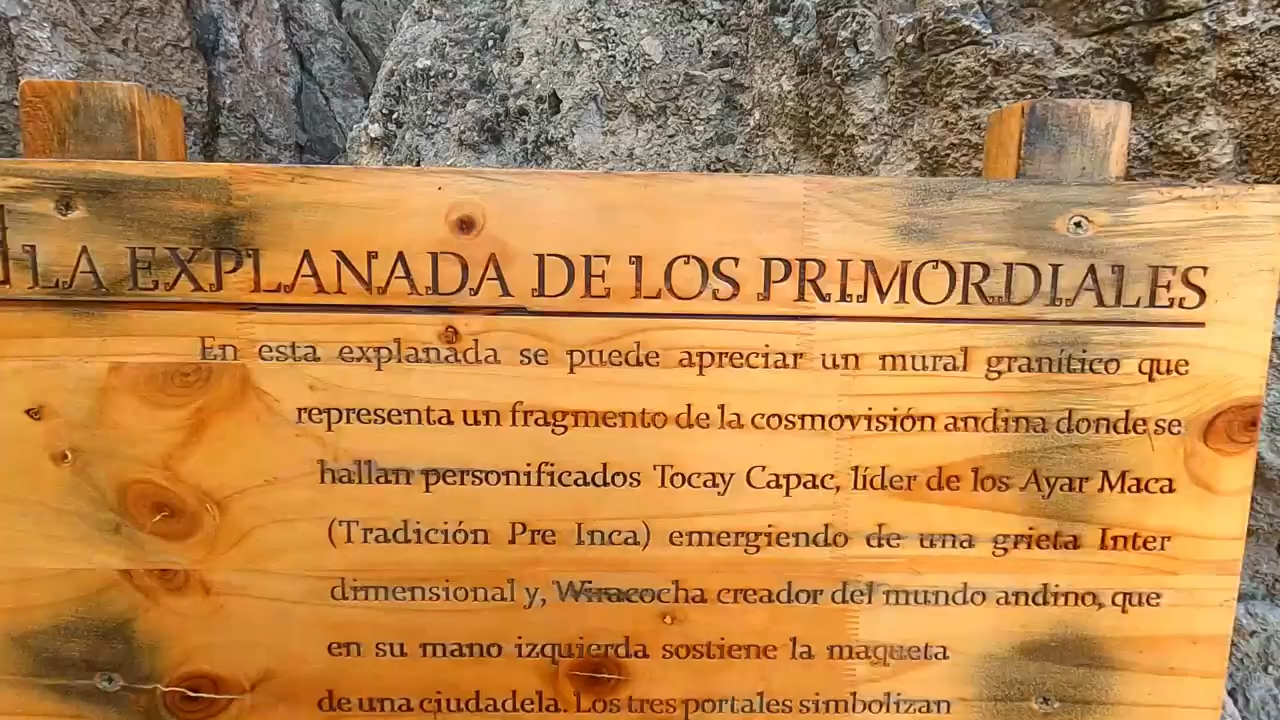 LA EXPLANADA DE LOS PRIMORDIALES
En esta explanada se puede apreciar un mural granítico que
representa un fragmento de la cosmovisión andina donde se
hallan personificados Tocay Capac, líder de los Ayar Maca
(Tradición Pre Inca) emergiendo de una grieta Inter
dimensional y, Wiracocha creador del mundo andino, que
en su mano izquierda sostiene la maqueta
de una ciudadela. Los tres portales simbolizan